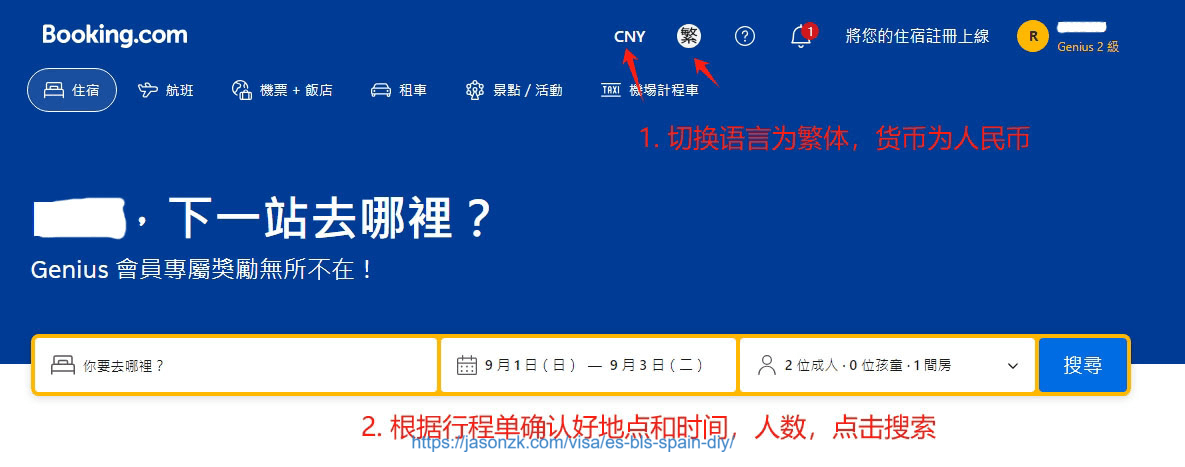 Booking.com
CNY
繁
1
將您的住宿註冊上線
R
Genius 2 級
住宿
航班
機票 + 飯店
租車
景點 / 活動
TAXI
機場計程車
1. 切换语言为繁体，货币为人民币
，下一站去哪裡？
Genius 會員專屬獎勵無所不在！
你要去哪裡？
9 月 1 日（日） — 9 月 3 日（二）
2 位成人 · 0 位孩童 · 1 間房
搜尋
2. 根据行程单确认好地点和时间，人数，点击搜索
https://jasonzk.com/visa/es-bls-spain-diy/